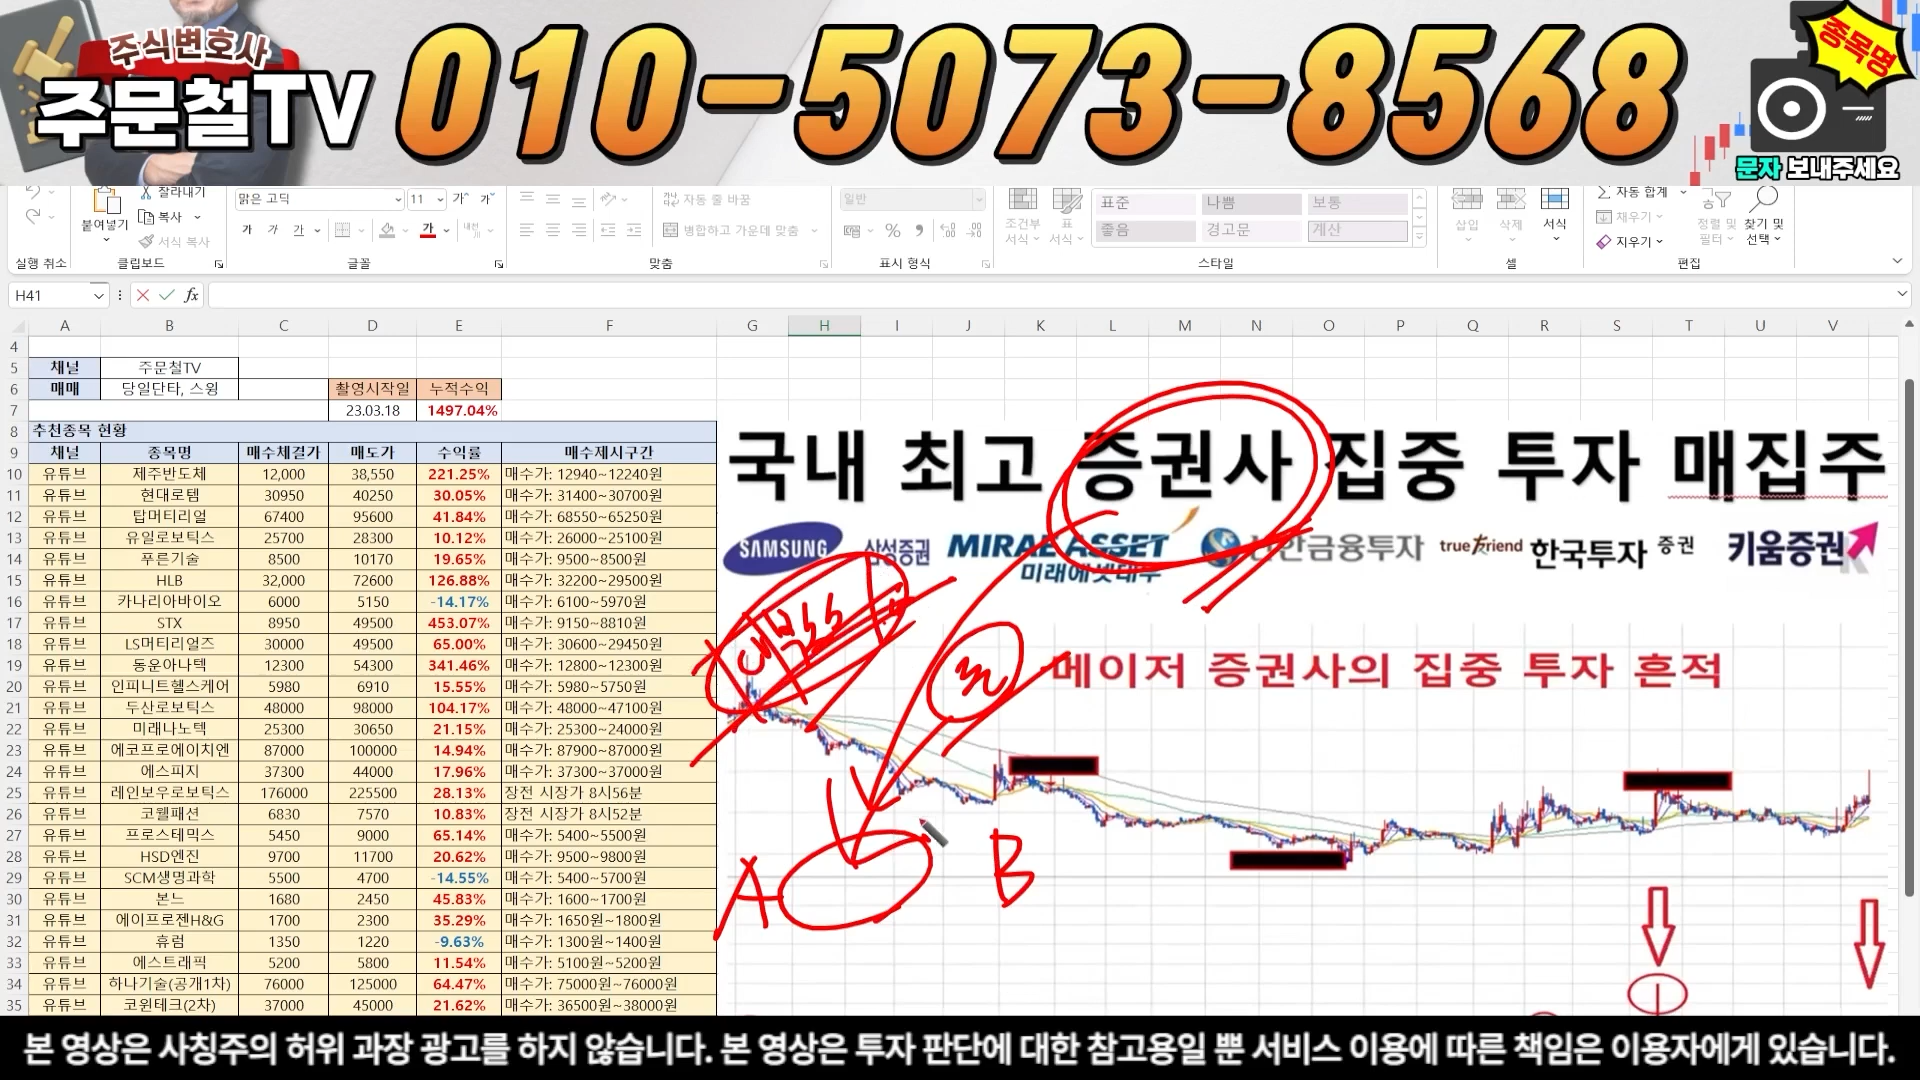 주식변호사
주문철TV
010-5073-8568
종목명
문자 보내주세요
붙여넣기
잘라내기
복사
서식 복사
맑은 고딕
11
가 가 가
자동 줄 바꿈
병합하고 가운데 맞춤
일반
조건부 서식
표 서식
표준 나쁨 보통
좋음 경고문 계산
삽입 삭제 서식
자동 합계
채우기
지우기
정렬 및 필터
찾기 및 선택
실행 취소 클립보드 글꼴 맞춤 표시 형식 스타일 셀 편집
H41
fx
A B C D E F G H I J K L M N O P Q R S T U V
4
5 채널 주문철TV
6 매매 당일단타, 스윙 촬영시작일 누적수익
7 23.03.18 1497.04%
8 추천종목 현황
9 채널 종목명 매수체결가 매도가 수익률 매수제시구간
10 유튜브 제주반도체 12,000 38,550 221.25% 매수가: 12940~12240원
11 유튜브 현대로템 30950 40250 30.05% 매수가: 31400~30700원
12 유튜브 탑머티리얼 67400 95600 41.84% 매수가: 68550~65250원
13 유튜브 유일로보틱스 25700 28300 10.12% 매수가: 26000~25100원
14 유튜브 푸른기술 8500 10170 19.65% 매수가: 9500~8500원
15 유튜브 HLB 32,000 72600 126.88% 매수가: 32200~29500원
16 유튜브 카나리아바이오 6000 5150 -14.17% 매수가: 6100~5970원
17 유튜브 STX 8950 49500 453.07% 매수가: 9150~8810원
18 유튜브 LS머티리얼즈 30000 49500 65.00% 매수가: 30600~29450원
19 유튜브 동운아나텍 12300 54300 341.46% 매수가: 12800~12300원
20 유튜브 인피니트헬스케어 5980 6910 15.55% 매수가: 5980~5750원
21 유튜브 두산로보틱스 48000 98000 104.17% 매수가: 48000~47100원
22 유튜브 미래나노텍 25300 30650 21.15% 매수가: 25300~24000원
23 유튜브 에코프로에이치엔 87000 100000 14.94% 매수가: 87900~87000원
24 유튜브 에스피지 37300 44000 17.96% 매수가: 37300~37000원
25 유튜브 레인보우로보틱스 176000 225500 28.13% 장전 시장가 8시56분
26 유튜브 코웰패션 6830 7570 10.83% 장전 시장가 8시52분
27 유튜브 프로스테믹스 5450 9000 65.14% 매수가: 5400~5500원
28 유튜브 HSD엔진 9700 11700 20.62% 매수가: 9500~9800원
29 유튜브 SCM생명과학 5500 4700 -14.55% 매수가: 5400~5700원
30 유튜브 본느 1680 2450 45.83% 매수가: 1600~1700원
31 유튜브 에이프로젠H&G 1700 2300 35.29% 매수가: 1650원~1800원
32 유튜브 휴럼 1350 1220 -9.63% 매수가: 1300원~1400원
33 유튜브 에스트래픽 5200 5800 11.54% 매수가: 5100원~5200원
34 유튜브 하나기술(공개1차) 76000 125000 64.47% 매수가: 75000원~76000원
35 유튜브 코윈테크(2차) 37000 45000 21.62% 매수가: 36500원~38000원
국내 최고 증권사 집중 투자 매집주
SAMSUNG 삼성증권 MIRAE ASSET 미래에셋대우 신한금융투자 true friend 한국투자 증권 키움증권
메이저 증권사의 집중 투자 흔적
A
B
본 영상은 사칭주의 허위 과장 광고를 하지 않습니다. 본 영상은 투자 판단에 대한 참고용일 뿐 서비스 이용에 따른 책임은 이용자에게 있습니다.